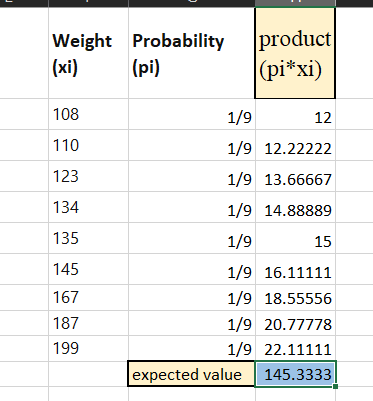 Weight Probability product
(xi) (pi) (pi*xi)
108 1/9 12
110 1/9 12.22222
123 1/9 13.66667
134 1/9 14.88889
135 1/9 15
145 1/9 16.11111
167 1/9 18.55556
187 1/9 20.77778
199 1/9 22.11111
expected value 145.3333